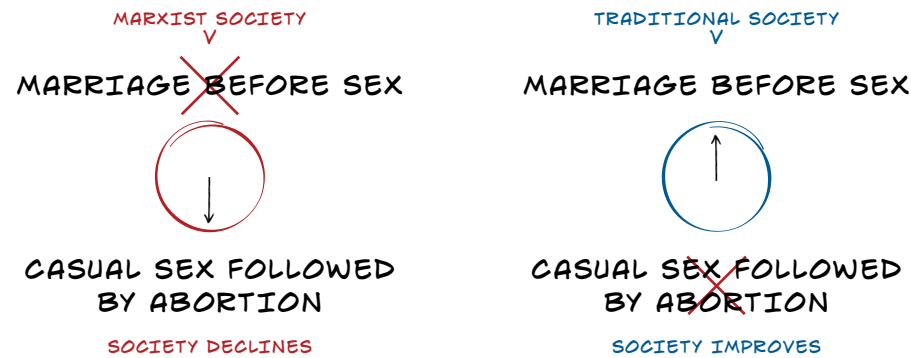 MARXIST SOCIETY
MARRIAGE BEFORE SEX
CASUAL SEX FOLLOWED
BY ABORTION
SOCIETY DECLINES
TRADITIONAL SOCIETY
MARRIAGE BEFORE SEX
CASUAL SEX FOLLOWED
BY ABORTION
SOCIETY IMPROVES